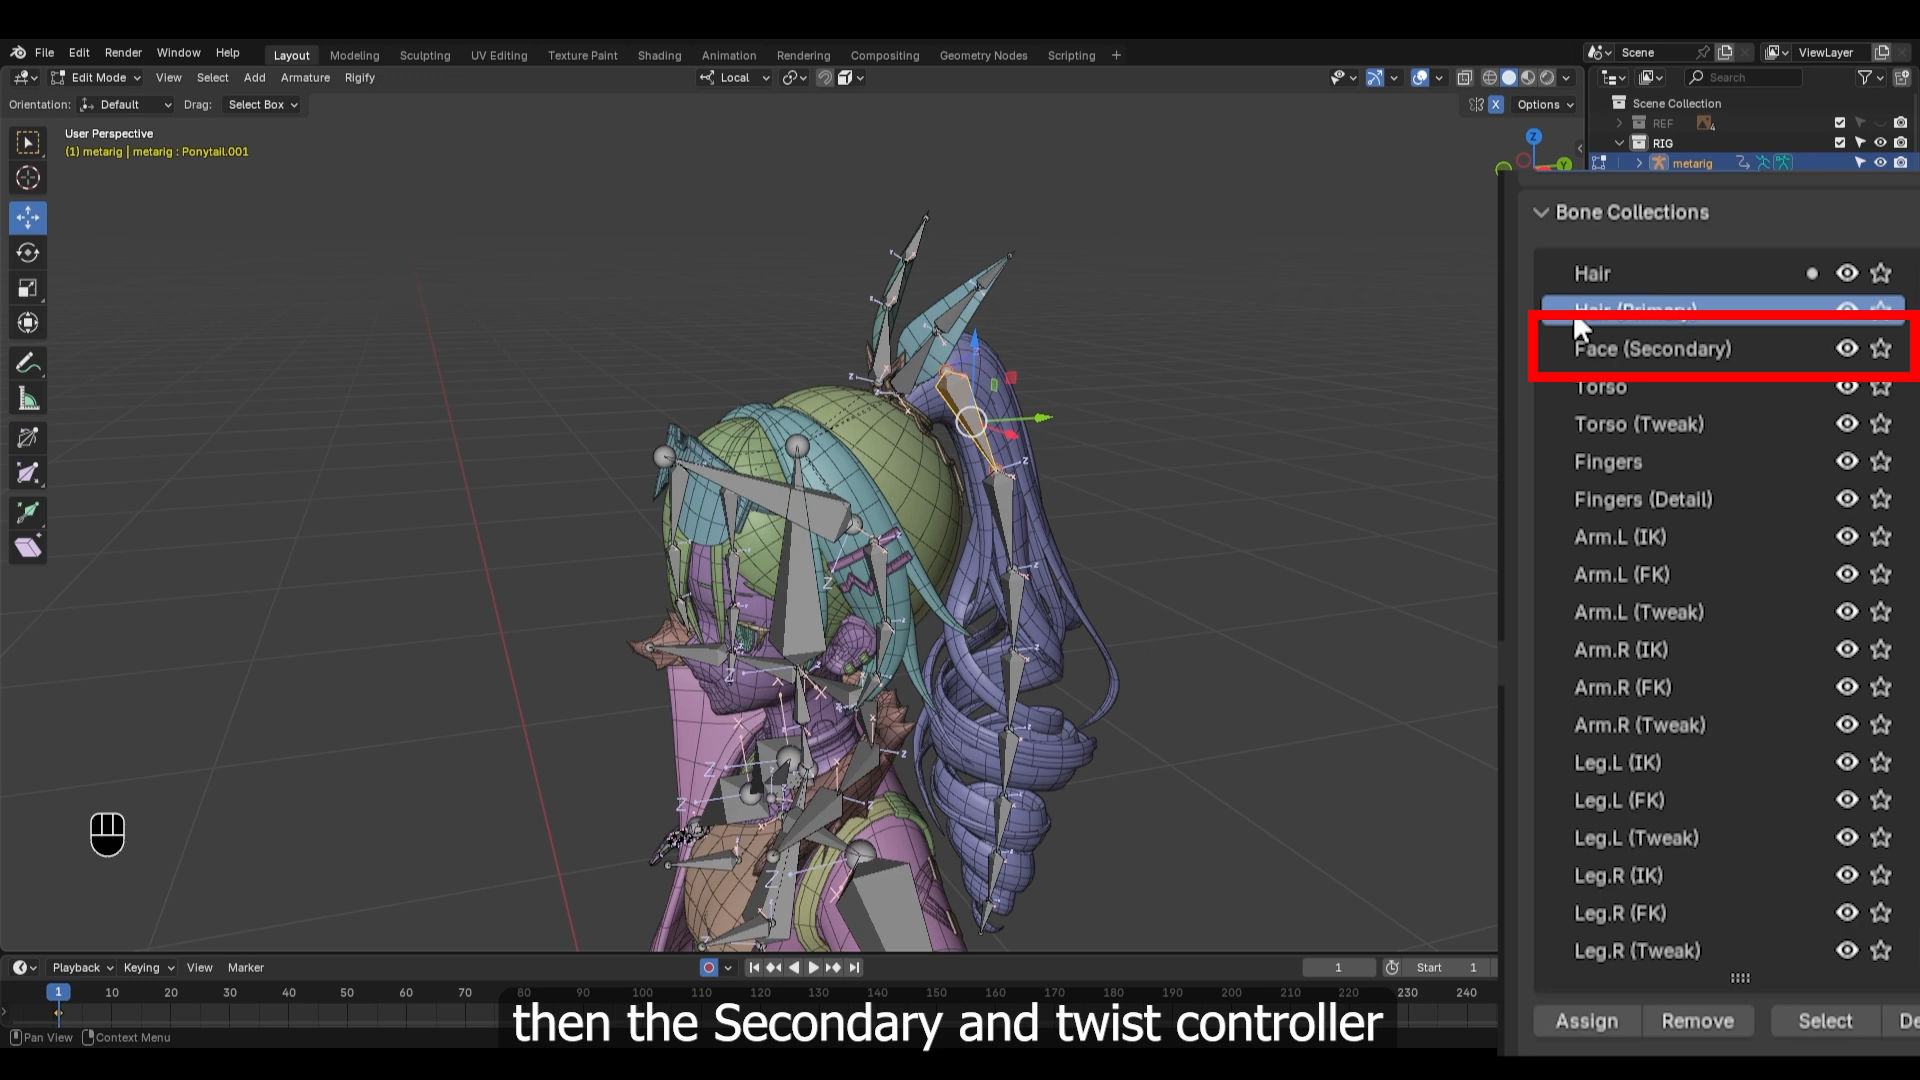 File Edit Render Window Help Layout Modeling Sculpting UV Editing Texture Paint Shading Animation Rendering Compositing Geometry Nodes Scripting + Scene ViewLayer
Edit Mode View Select Add Armature Rigify Local Search
Orientation: Default Drag: Select Box X Options
Scene Collection
REF 4
RIG
metarig
User Perspective
(1) metarig | metarig : Ponytail.001
Z
Y
Bone Collections
Hair
Hair (Primary)
Face (Secondary)
Torso
Torso (Tweak)
Fingers
Fingers (Detail)
Arm.L (IK)
Arm.L (FK)
Arm.L (Tweak)
Arm.R (IK)
Arm.R (FK)
Arm.R (Tweak)
Leg.L (IK)
Leg.L (FK)
Leg.L (Tweak)
Leg.R (IK)
Leg.R (FK)
Leg.R (Tweak)
Assign Remove Select De
Playback Keying View Marker 1 Start 1
1 10 20 30 40 50 60 70 80 90 100 110 120 130 140 150 160 170 180 190 200 210 220 230 240
then the Secondary and twist controller
Pan View Context Menu